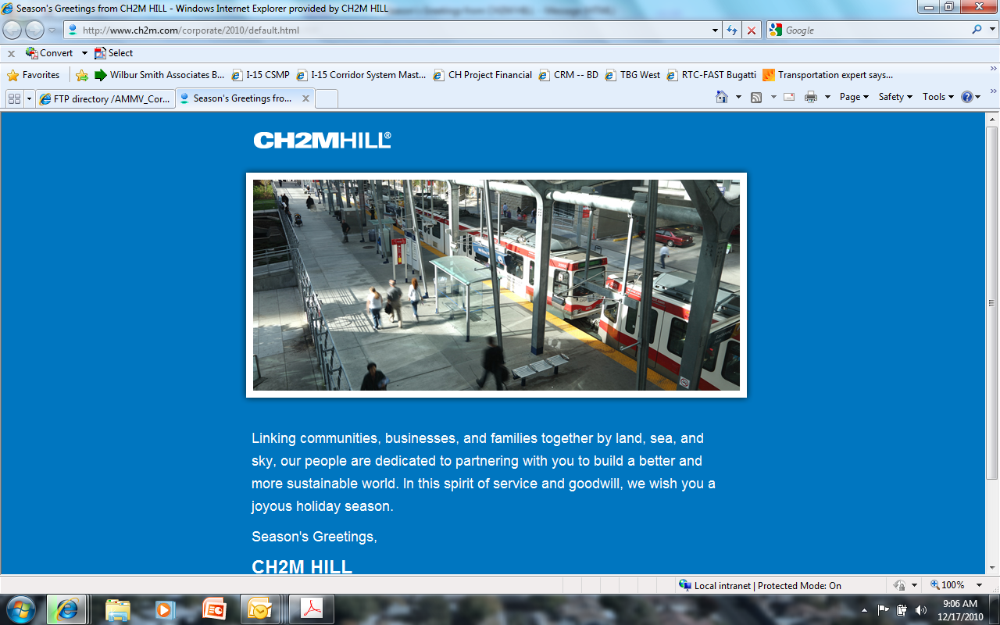 Season's Greetings from CH2M HILL - Windows Internet Explorer provided by CH2M HILL
http://www.ch2m.com/corporate/2010/default.html
Google
x Convert Select
Favorites Wilbur Smith Associates B... I-15 CSMP I-15 Corridor System Mast... CH Project Financial CRM -- BD TBG West RTC-FAST Bugatti Transportation expert says...
FTP directory /AMMV_Cor... Season's Greetings fro... x Page Safety Tools
CH2MHILL®
Linking communities, businesses, and families together by land, sea, and
sky, our people are dedicated to partnering with you to build a better and
more sustainable world. In this spirit of service and goodwill, we wish you a
joyous holiday season.
Season's Greetings,
CH2M HILL
Local intranet | Protected Mode: On 100%
9:06 AM
12/17/2010